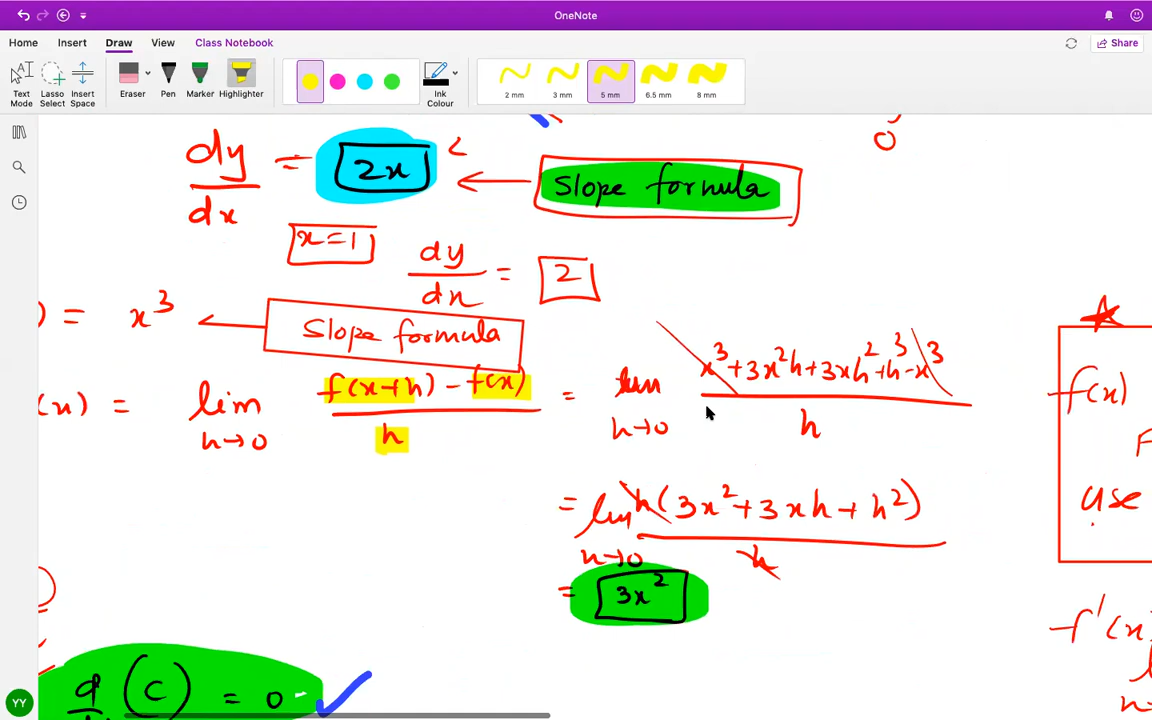 OneNote
Home Insert Draw View Class Notebook
Share
Text Mode
Lasso Select
Insert Space
Eraser
Pen
Marker
Highlighter
Ink Colour
2 mm 3 mm 5 mm 6.5 mm 8 mm
0
dy/dx = 2x ← Slope formula
x=1
dy/dx = 2
) = x³ ← Slope formula
(x) = lim h→0 f(x+h) - f(x) / h = lim h→0 x³+3x²h+3xh²+h³-x³ / h
f(x)
= lim h→0 h(3x²+3xh+h²) / h
use
= 3x²
f'(x)
(C) = 0
YY